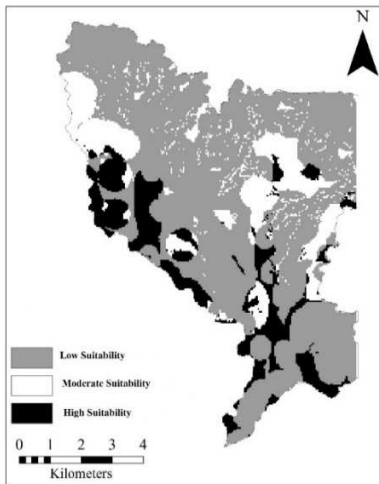 N
Low Suitability
Moderate Suitability
High Suitability
0 1 2 3 4
Kilometers